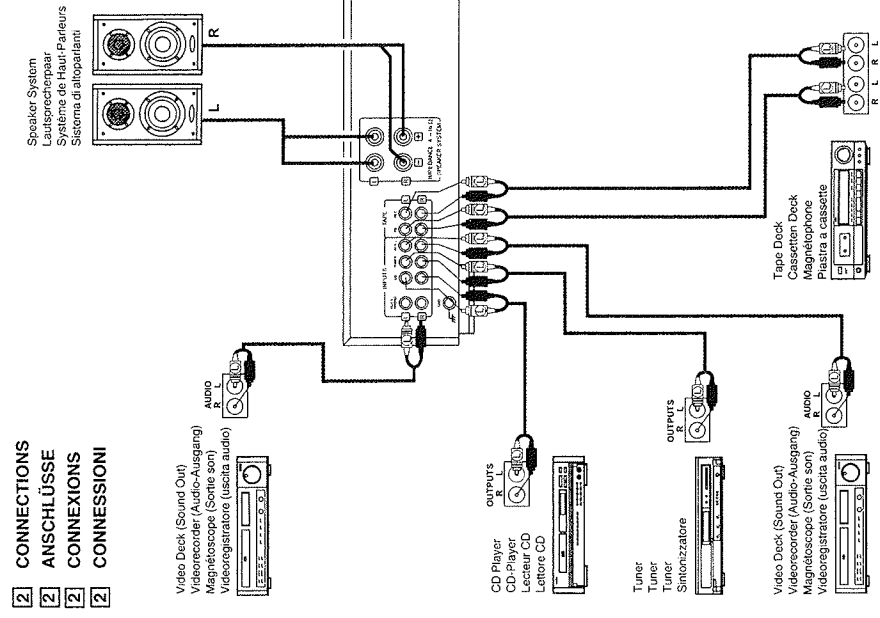 2 CONNECTIONS
2 ANSCHLÜSSE
2 CONNEXIONS
2 CONNESSIONI
Speaker System
Lautsprecherpaar
Système de Haut-Parleurs
Sistema di altoparlanti
L
R
Video Deck (Sound Out)
Videorecorder (Audio-Ausgang)
Magnétoscope (Sortie son)
Videoregistratore (uscita audio)
AUDIO
R L
INPUTS
TAPE
L
R
L
R
L
R
IMPEDANCE
SPEAKER SYSTEM
CD Player
CD-Player
Lecteur CD
Lettore CD
OUTPUTS
R L
Tuner
Tuner
Tuner
Sintonizzatore
OUTPUTS
R L
Video Deck (Sound Out)
Videorecorder (Audio-Ausgang)
Magnétoscope (Sortie son)
Videoregistratore (uscita audio)
AUDIO
R L
Tape Deck
Cassetten Deck
Magnétophone
Piastra a cassette
R L R L